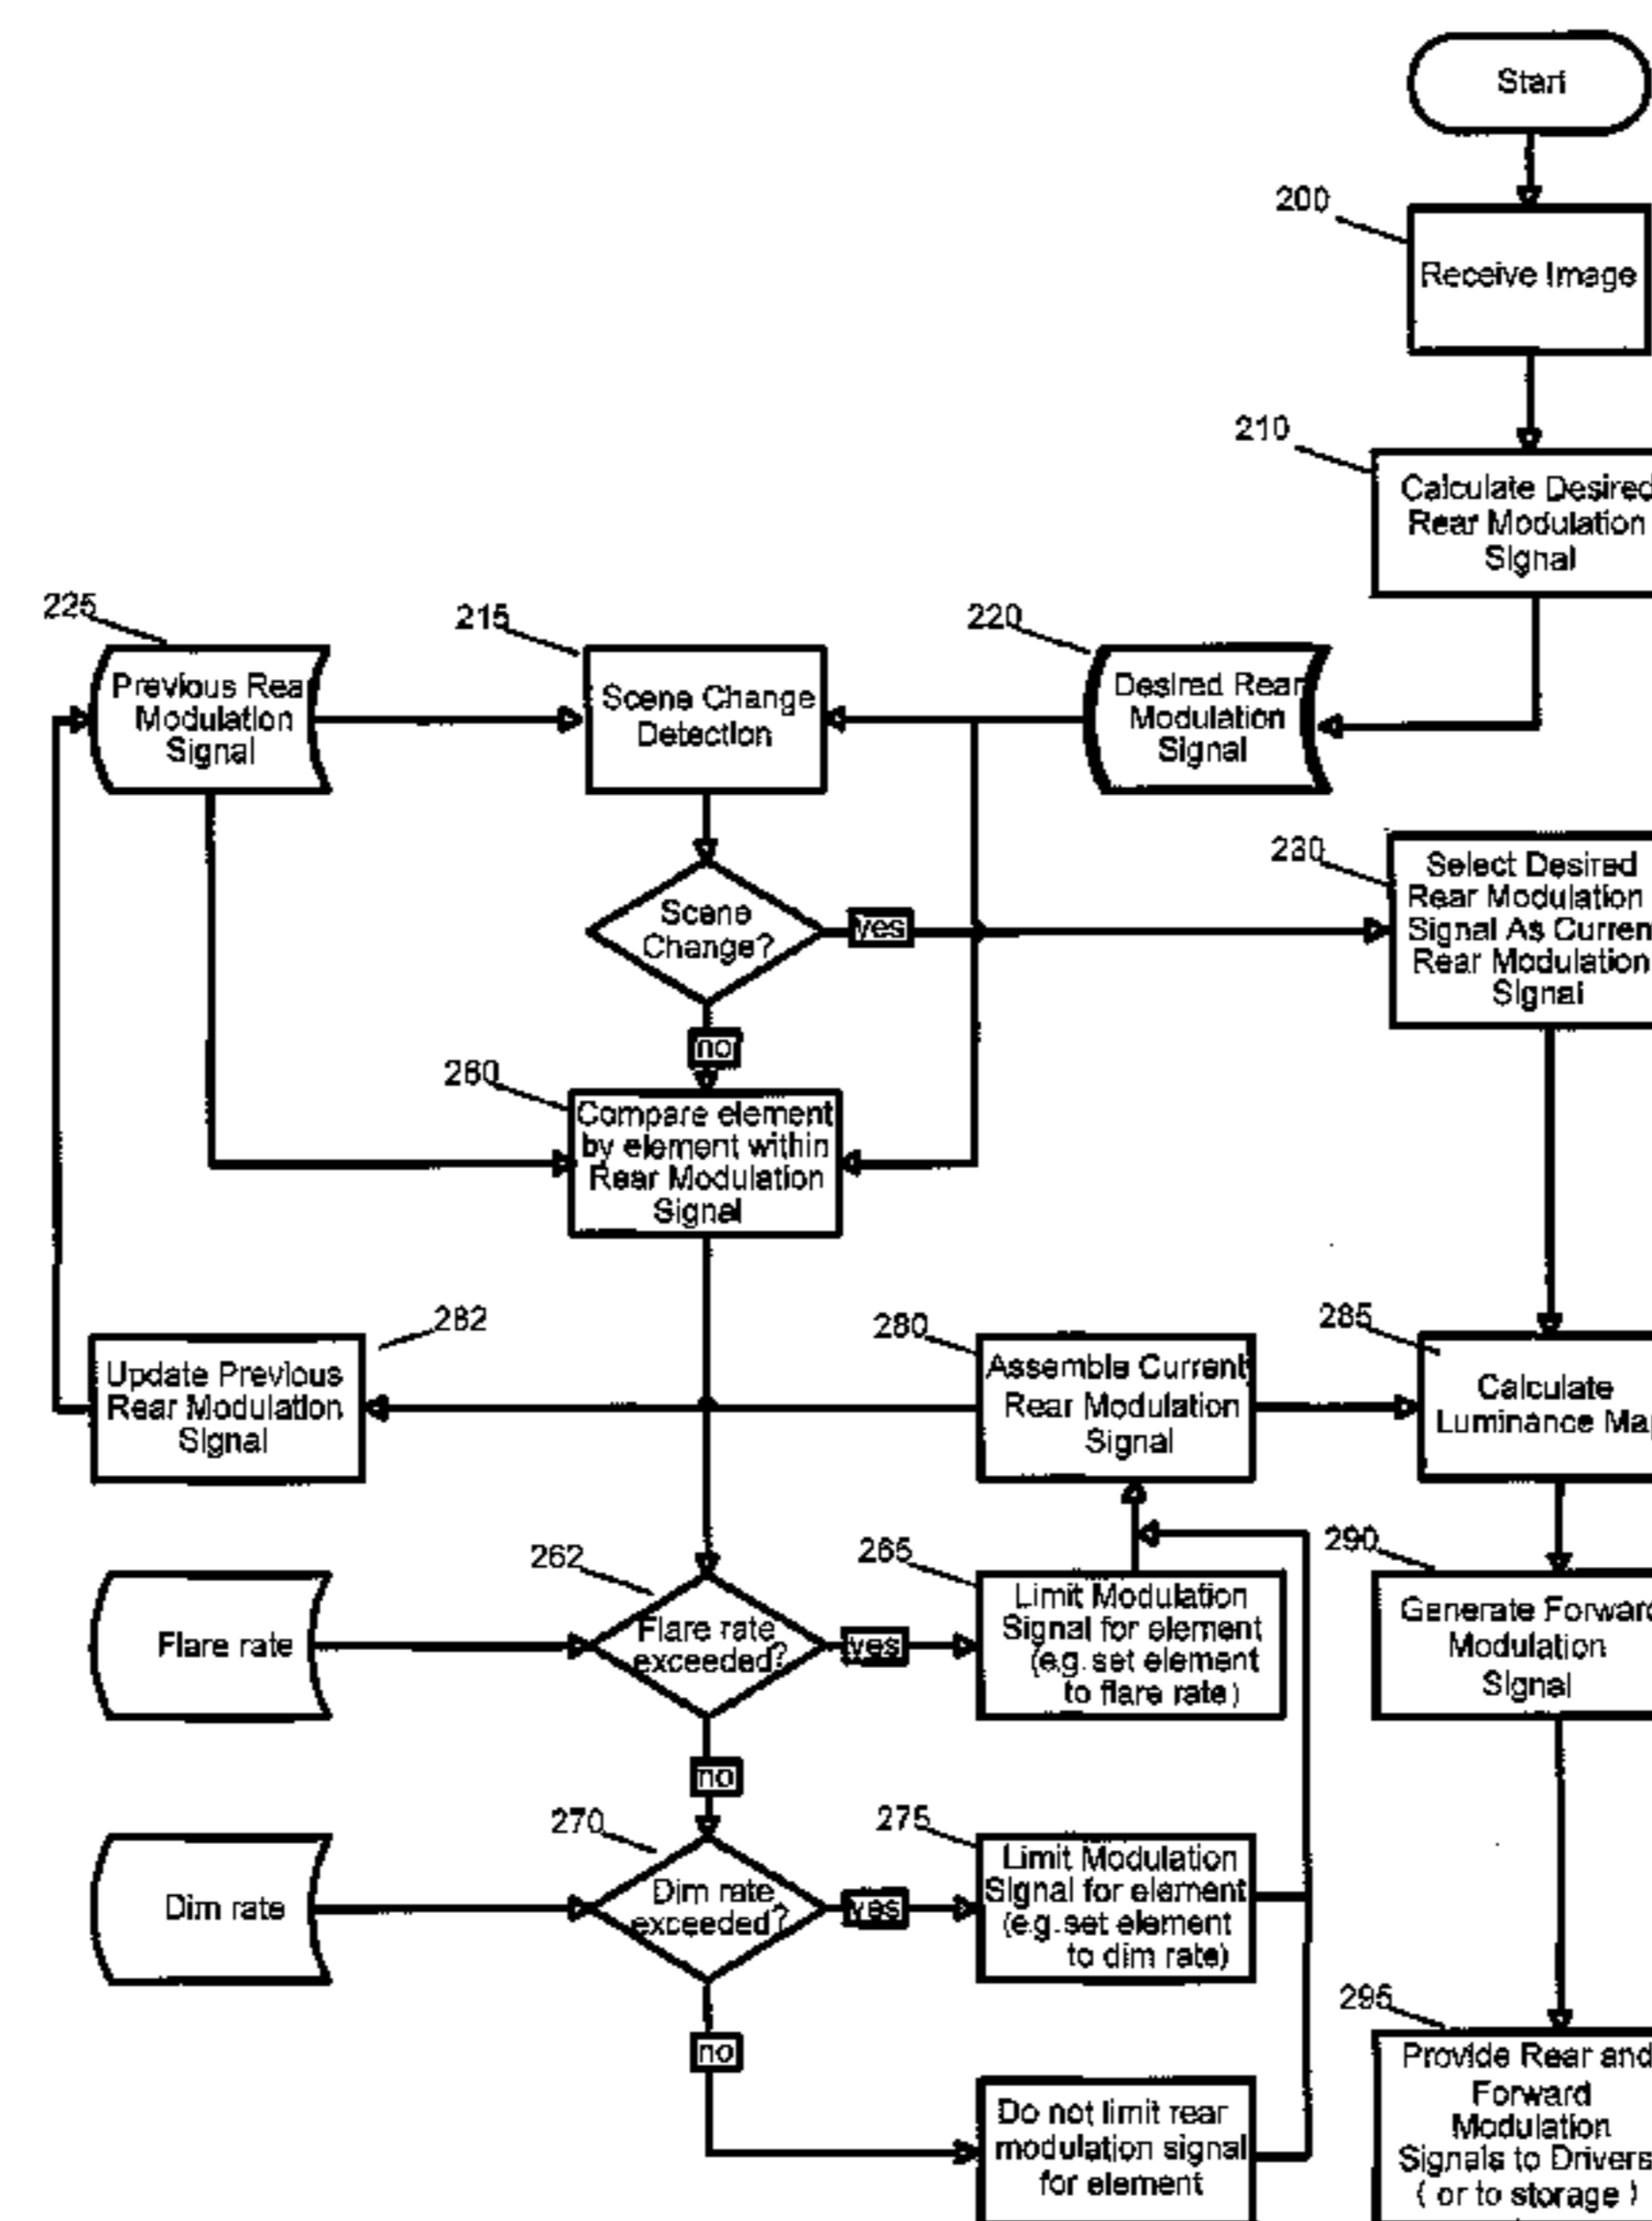 Start
200
Receive Image
210
Calculate Desired
Rear Modulation
Signal
225
Previous Rear
Modulation
Signal
215
Scene Change
Detection
220
Desired Rear
Modulation
Signal
Scene
Change?
yes
no
230
Select Desired
Rear Modulation
Signal As Curren
Rear Modulation
Signal
260
Compare element
by element within
Rear Modulation
Signal
282
Update Previous
Rear Modulation
Signal
280
Assemble Current
Rear Modulation
Signal
285
Calculate
Luminance Map
Flare rate
262
Flare rate
exceeded?
yes
no
265
Limit Modulation
Signal for element
(e.g. set element
to flare rate)
290
Generate Forward
Modulation
Signal
Dim rate
270
Dim rate
exceeded?
yes
no
275
Limit Modulation
Signal for element
(e.g. set element
to dim rate)
Do not limit rear
modulation signal
for element
295
Provide Rear and
Forward
Modulation
Signals to Drivers
( or to storage )